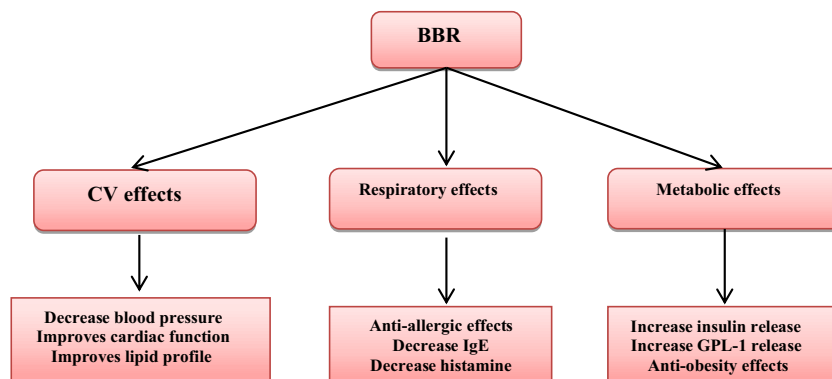 BBR
CV effects
Respiratory effects
Metabolic effects
Decrease blood pressure
Improves cardiac function
Improves lipid profile
Anti-allergic effects
Decrease IgE
Decrease histamine
Increase insulin release
Increase GPL-1 release
Anti-obesity effects